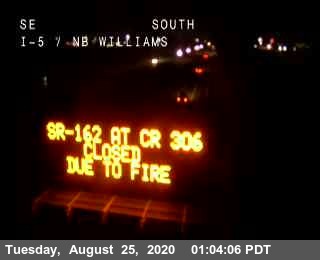 SE SOUTH
I-5 / NB WILLIAMS
SR-162 AT CR 306
CLOSED
DUE TO FIRE
Tuesday, August 25, 2020 01:04:06 PDT